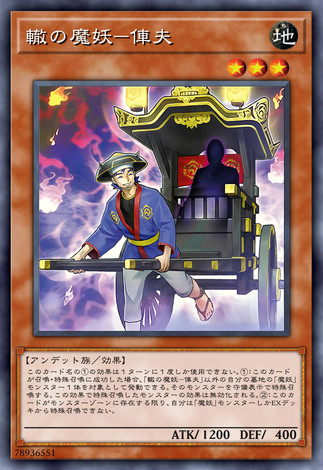 轍の魔妖－俥夫
地
【アンデット族／効果】
このカード名の①の効果は１ターンに１度しか使用できない。①：このカー
ドが召喚・特殊召喚に成功した場合、「轍の魔妖－俥夫」以外の自分の墓地の「魔妖」
モンスター１体を対象として発動できる。そのモンスターを守備表示で特殊召
喚する。この効果で特殊召喚したモンスターの効果は無効化される。②：このカ
ードがモンスターゾーンに存在する限り、自分は「魔妖」モンスターしかEXデッ
キから特殊召喚できない。
ATK/1200 DEF/ 400
78936551